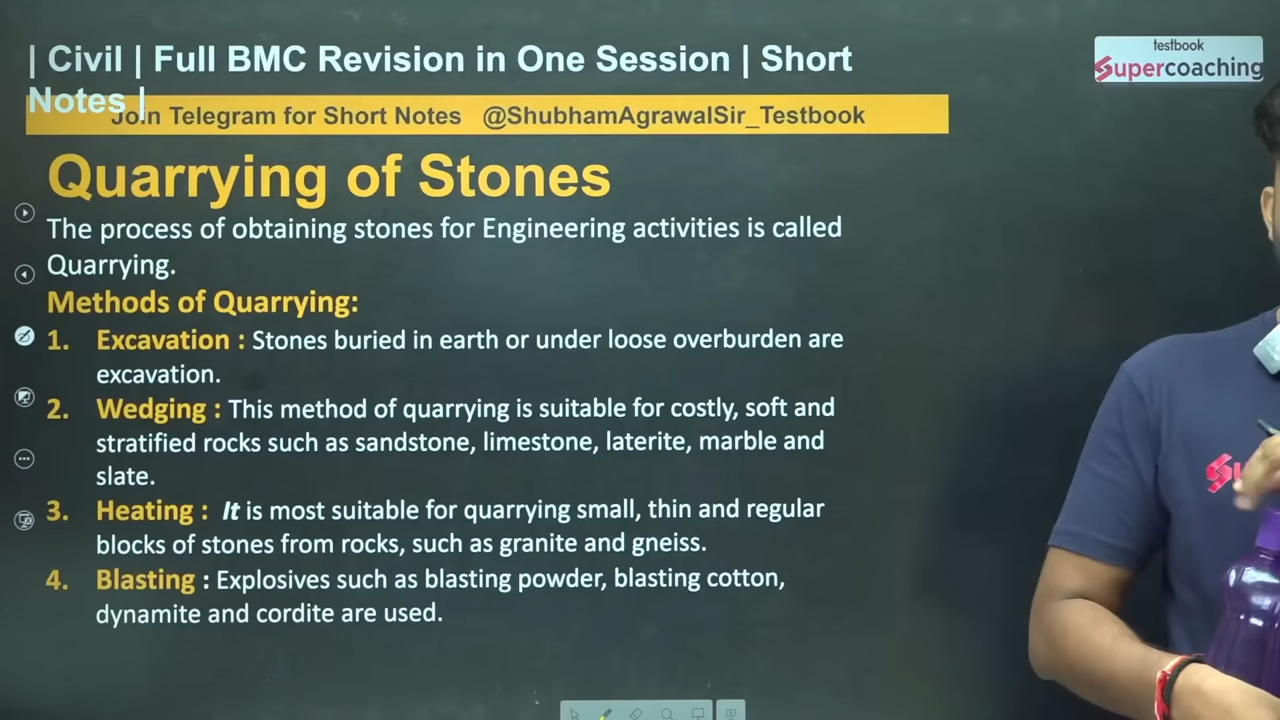 | Civil | Full BMC Revision in One Session | Short
Notes |
testbook
Supercoaching
Join Telegram for Short Notes @ShubhamAgrawalSir_Testbook
Quarrying of Stones
The process of obtaining stones for Engineering activities is called
Quarrying.
Methods of Quarrying:
1. Excavation : Stones buried in earth or under loose overburden are
excavation.
2. Wedging : This method of quarrying is suitable for costly, soft and
stratified rocks such as sandstone, limestone, laterite, marble and
slate.
3. Heating : It is most suitable for quarrying small, thin and regular
blocks of stones from rocks, such as granite and gneiss.
4. Blasting : Explosives such as blasting powder, blasting cotton,
dynamite and cordite are used.